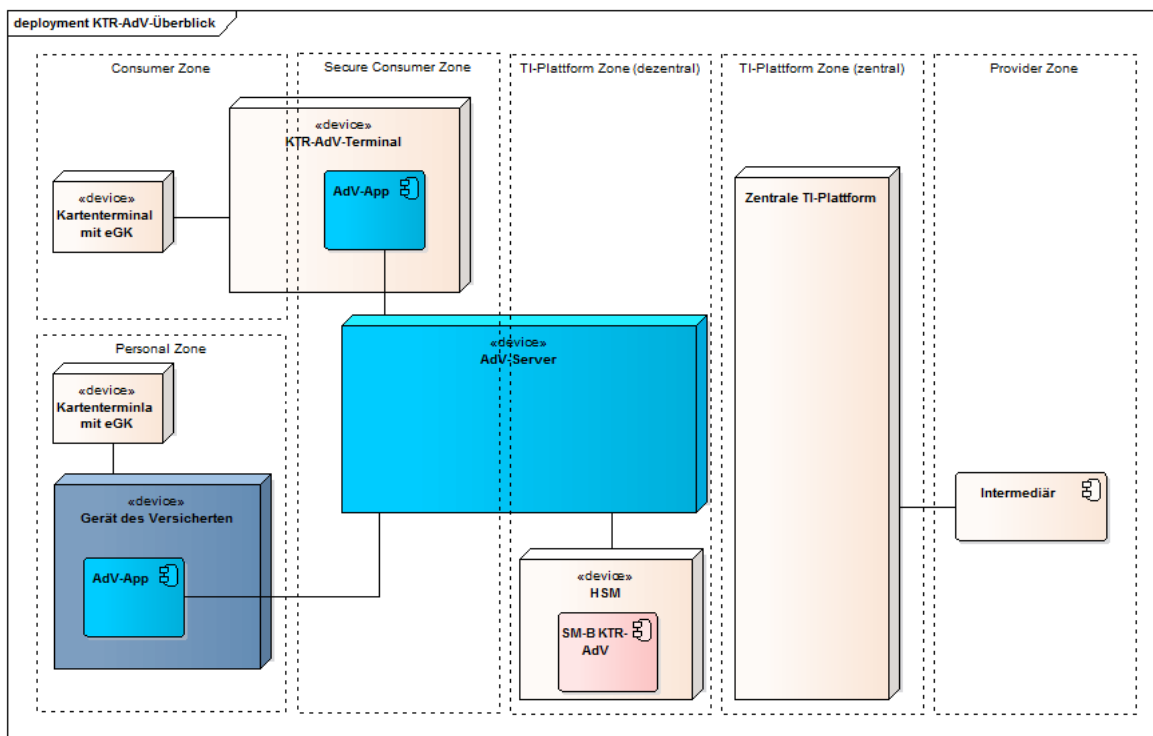 deployment KTR-AdV-Überblick
Consumer Zone
Secure Consumer Zone
TI-Plattform Zone (dezentral)
TI-Plattform Zone (zentral)
Provider Zone
«device»
KTR-AdV-Terminal
AdV-App
«device»
Kartenterminal
mit eGK
Zentrale TI-Plattform
«device»
AdV-Server
Personal Zone
«device»
Kartenterminla
mit eGK
«device»
Gerät des Versicherten
AdV-App
Intermediär
«device»
HSM
SM-B KTR-
AdV